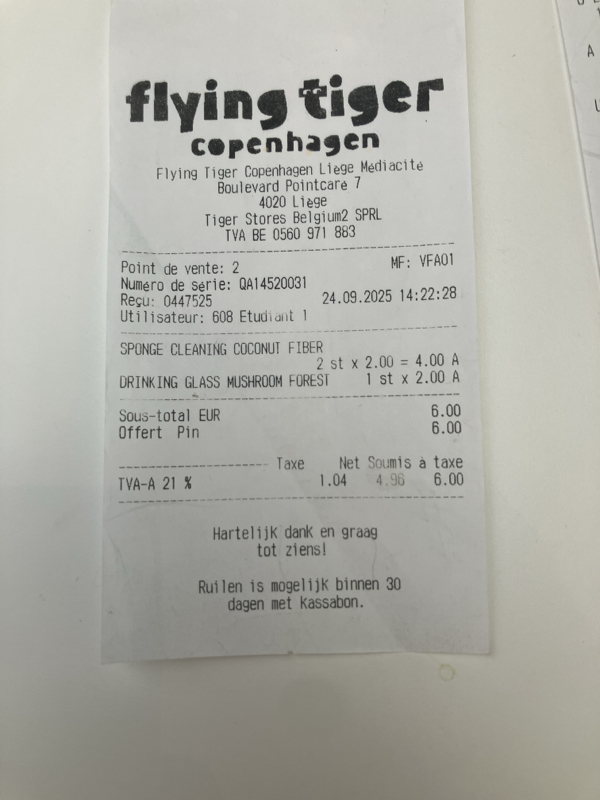 flying tiger
copenhagen
Flying Tiger Copenhagen Liege Mediacité
Boulevard Pointcaré 7
4020 Liège
Tiger Stores Belgium2 SPRL
TVA BE 0560 971 883
Point de vente: 2 MF: VFA01
Numéro de série: QA14520031
Reçu: 0447525 24.09.2025 14:22:28
Utilisateur: 608 Etudiant 1
SPONGE CLEANING COCONUT FIBER
2 st x 2.00 = 4.00 A
DRINKING GLASS MUSHROOM FOREST 1 st x 2.00 A
Sous-total EUR 6.00
Offert Pin 6.00
Taxe Net Soumis à taxe
TVA-A 21 % 1.04 4.96 6.00
Hartelijk dank en graag
tot ziens!
Ruilen is mogelijk binnen 30
dagen met kassabon.